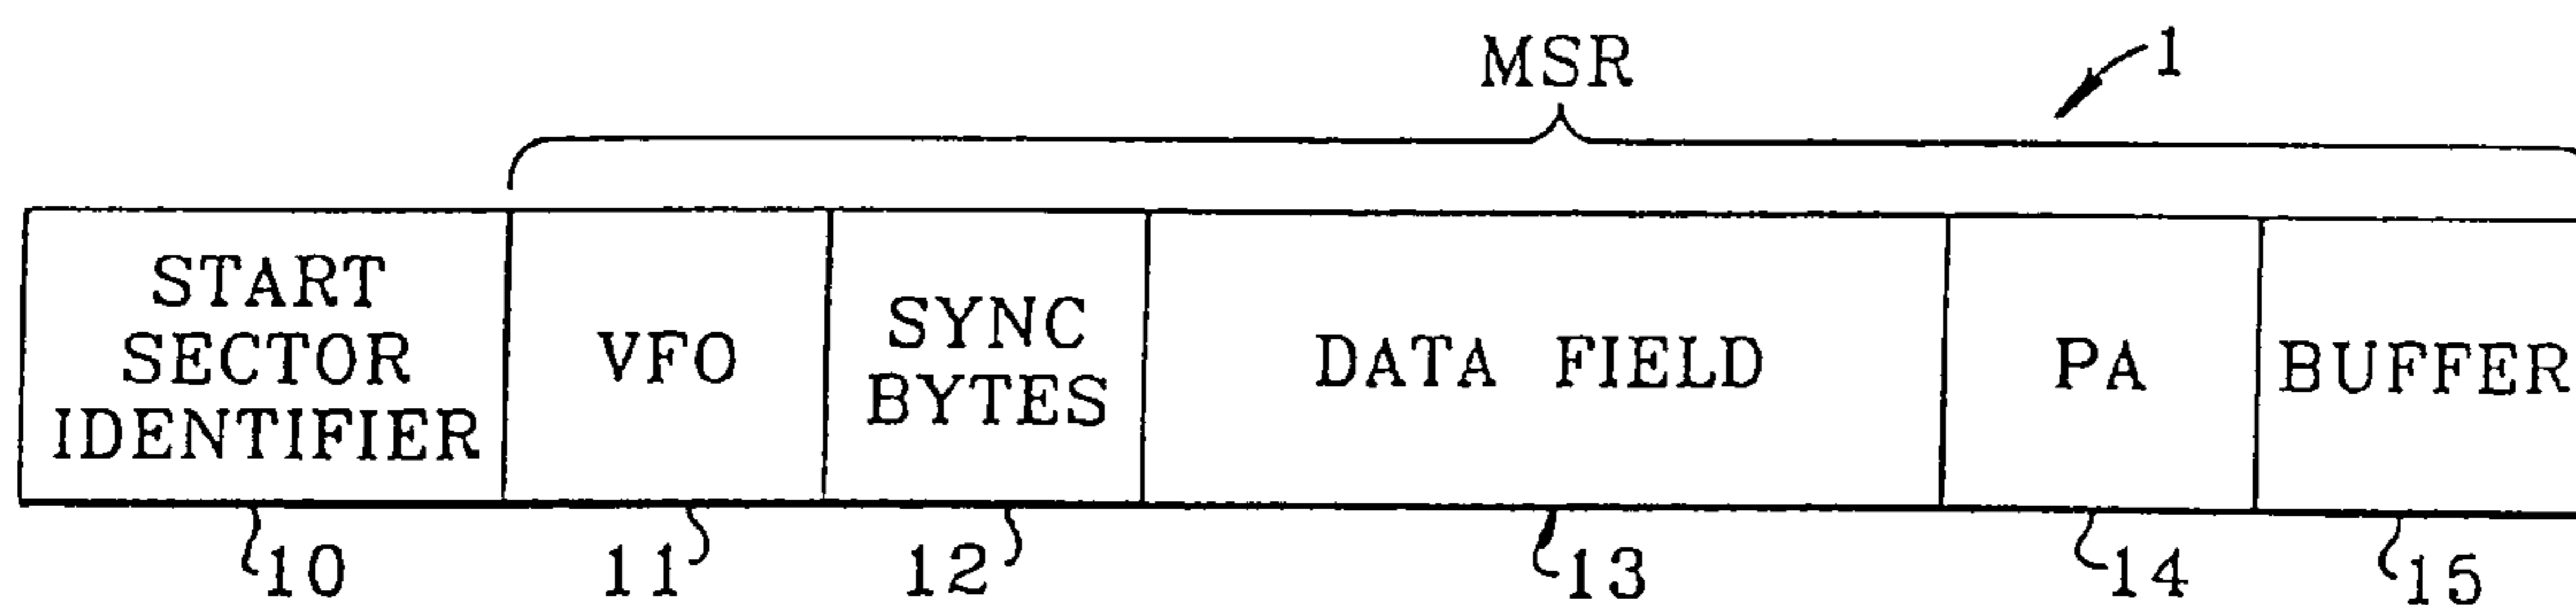 MSR
1
START
SECTOR
IDENTIFIER
VFO
SYNC
BYTES
DATA FIELD
PA
BUFFER
10
11
12
13
14
15